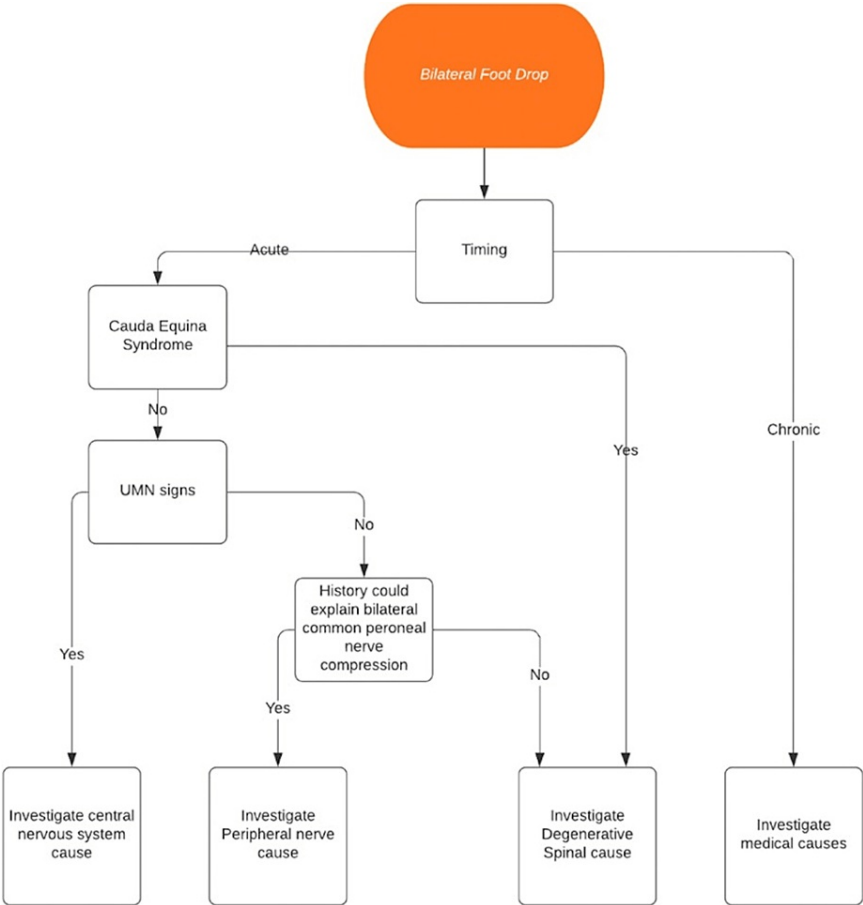 Bilateral Foot Drop
Timing
Acute
Cauda Equina
Syndrome
No
Chronic
Yes
UMN signs
No
History could
explain bilateral
common peroneal
nerve
compression
Yes
No
Yes
Investigate central
nervous system
cause
Investigate
Peripheral nerve
cause
Investigate
Degenerative
Spinal cause
Investigate
medical causes